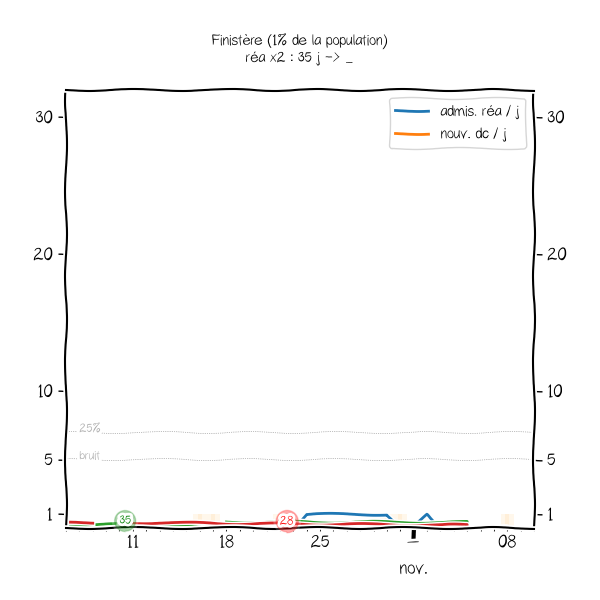 Finistère (1% de la population)
réa x2 : 35 j -> _
admis. réa / j
nouv. dc / j
30
30
20
20
10
10
25%
5
bruit
5
1
35
28
1
11
18
25
08
nov.